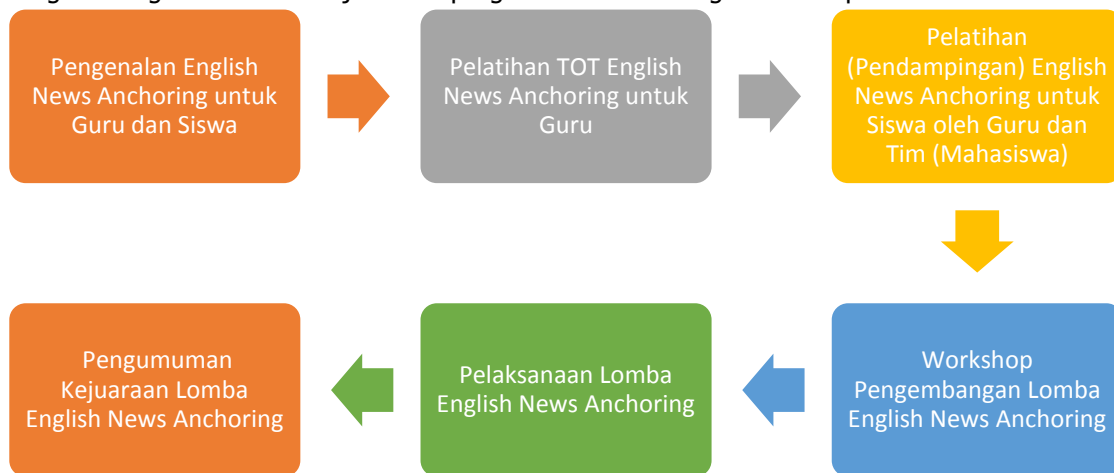 Pengenalan English
News Anchoring untuk
Guru dan Siswa
Pelatihan TOT English
News Anchoring untuk
Guru
Pelatihan
(Pendampingan) English
News Anchoring untuk
Siswa oleh Guru dan
Tim (Mahasiswa)
Workshop
Pengembangan Lomba
English News Anchoring
Pelaksanaan Lomba
English News Anchoring
Pengumuman
Kejuaraan Lomba
English News Anchoring